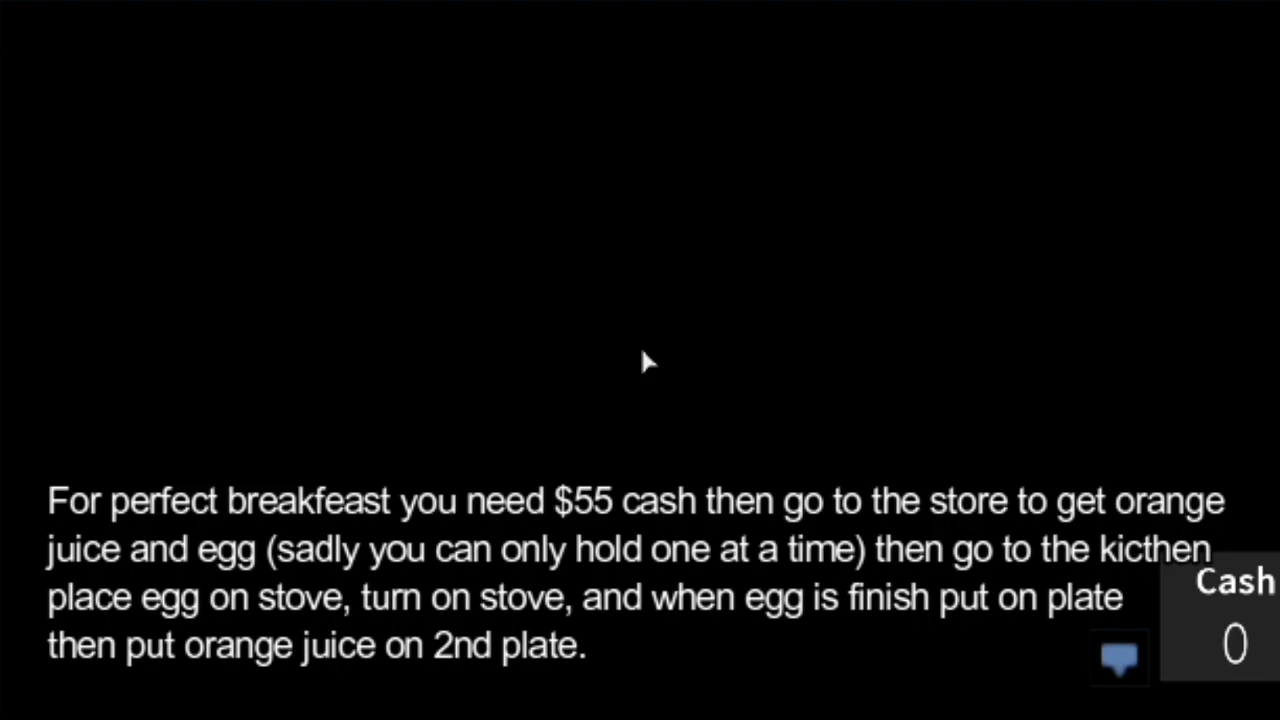 For perfect breakfeast you need $55 cash then go to the store to get orange
juice and egg (sadly you can only hold one at a time) then go to the kicthen
place egg on stove, turn on stove, and when egg is finish put on plate
then put orange juice on 2nd plate.
Cash
0